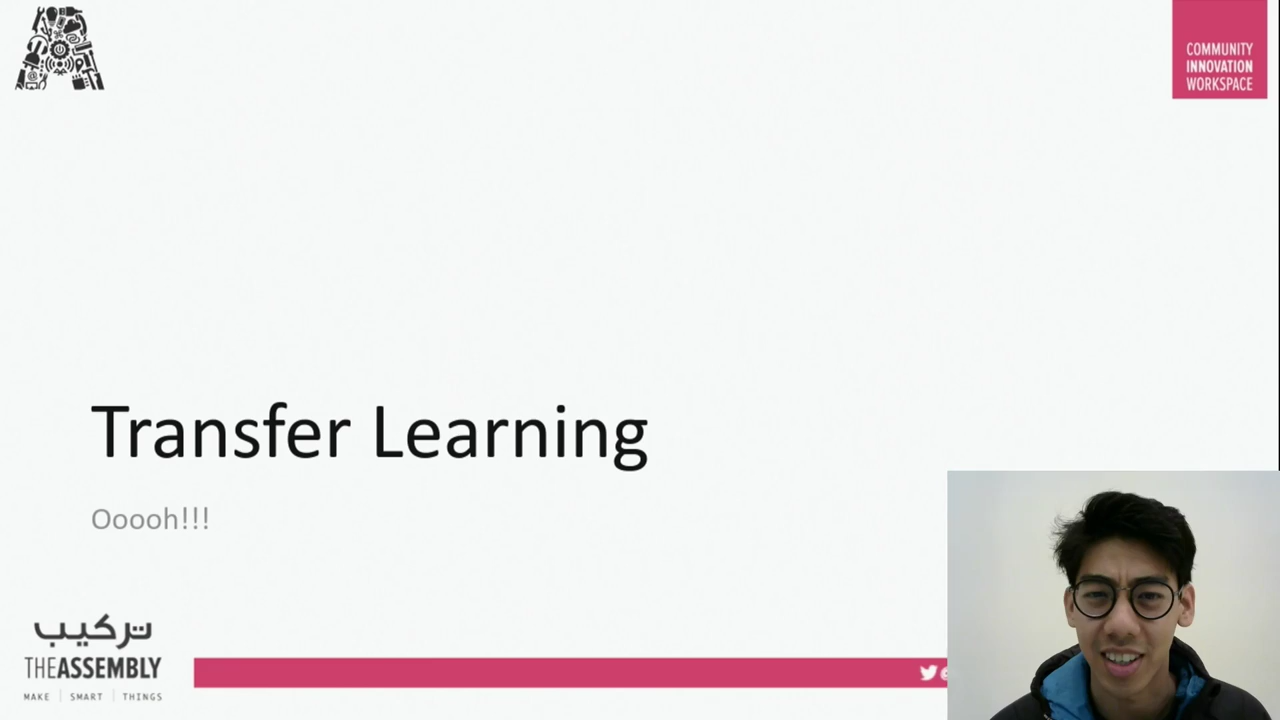 COMMUNITY
INNOVATION
WORKSPACE
Transfer Learning
Ooooh!!!
تركيب
THEASSEMBLY
MAKE | SMART | THINGS